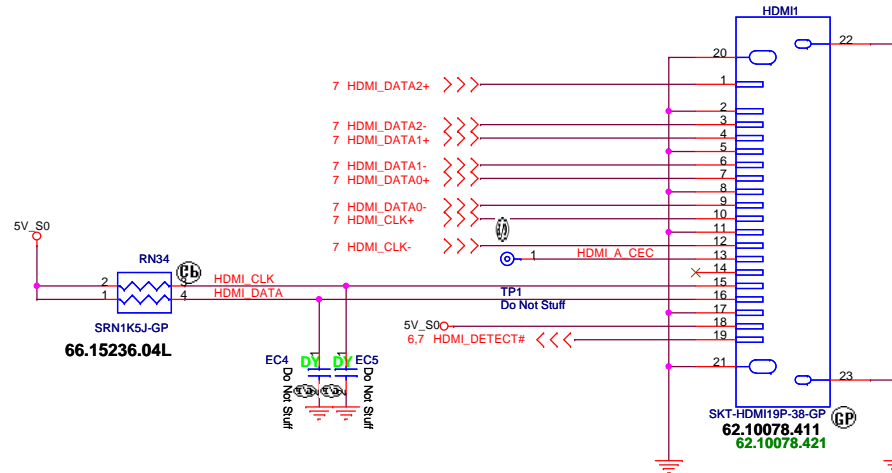 HDMI1
22
20
7 HDMI_DATA2+ 1
2
7 HDMI_DATA2- 3
7 HDMI_DATA1+ 4
5
7 HDMI_DATA1- 6
7 HDMI_DATA0+ 7
8
7 HDMI_DATA0- 9
7 HDMI_CLK+ 10
11
7 HDMI_CLK- 12
1 HDMI_A_CEC 13
14
5V_S0
RN34
2 3 HDMI_CLK 15
1 4 HDMI_DATA 16
TP1
Do Not Stuff
17
SRN1K5J-GP
66.15236.04L
5V_S0 18
6,7 HDMI_DETECT# 19
EC4 DY 1 DY 1 EC5
Do Not Stuff
Do Not Stuff
21
23
SKT-HDMI19P-38-GP GP
62.10078.411
62.10078.421